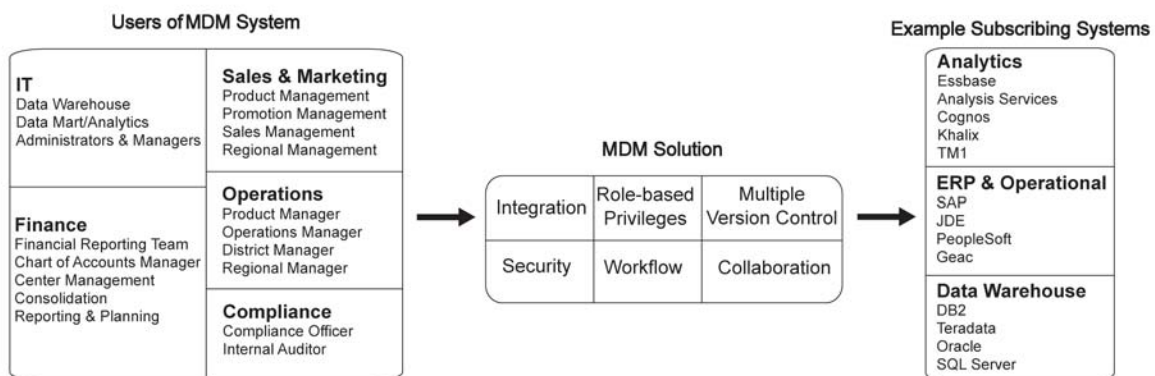 Users of MDM System
IT
Data Warehouse
Data Mart/Analytics
Administrators & Managers
Finance
Financial Reporting Team
Chart of Accounts Manager
Center Management
Consolidation
Reporting & Planning
Sales & Marketing
Product Management
Promotion Management
Sales Management
Regional Management
Operations
Product Manager
Operations Manager
District Manager
Regional Manager
Compliance
Compliance Officer
Internal Auditor
MDM Solution
Integration
Role-based
Privileges
Multiple
Version Control
Security
Workflow
Collaboration
Example Subscribing Systems
Analytics
Essbase
Analysis Services
Cognos
Khalix
TM1
ERP & Operational
SAP
JDE
PeopleSoft
Geac
Data Warehouse
DB2
Teradata
Oracle
SQL Server